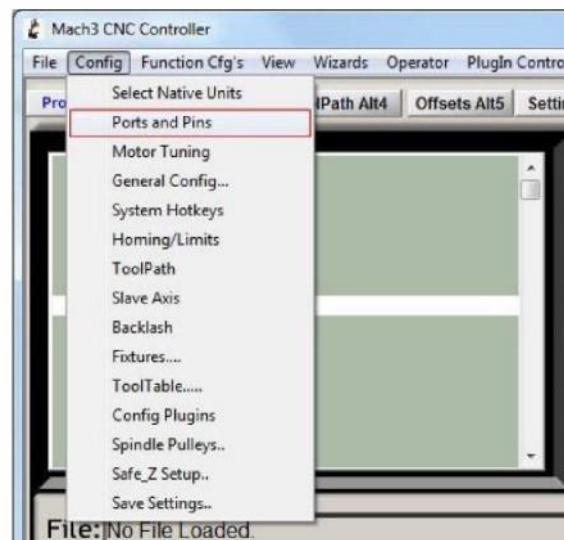 Mach3 CNC Controller
File Config Function Cfg's View Wizards Operator PlugIn Contro
Pro lPath Alt4 Offsets Alt5 Setti
Select Native Units
Ports and Pins
Motor Tuning
General Config...
System Hotkeys
Homing/Limits
ToolPath
Slave Axis
Backlash
Fixtures....
ToolTable.....
Config Plugins
Spindle Pulleys..
Safe_Z Setup..
Save Settings..
File: No File Loaded.